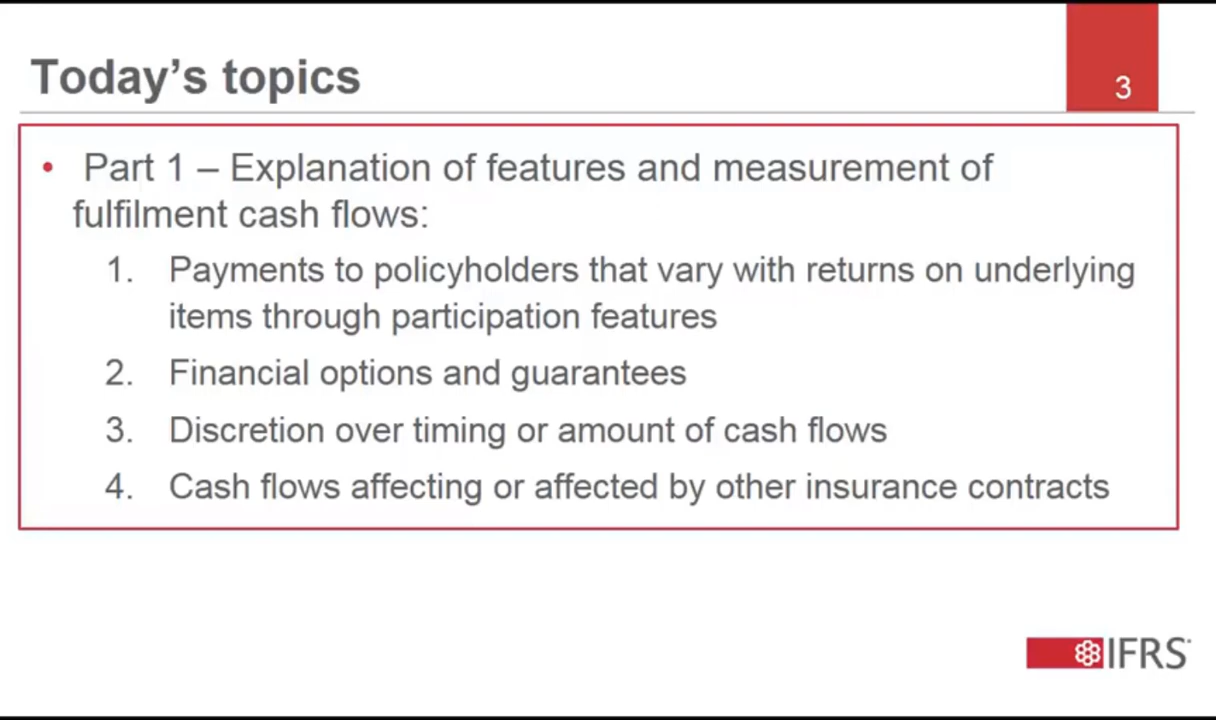 Today's topics
3
• Part 1 – Explanation of features and measurement of
fulfilment cash flows:
1. Payments to policyholders that vary with returns on underlying
items through participation features
2. Financial options and guarantees
3. Discretion over timing or amount of cash flows
4. Cash flows affecting or affected by other insurance contracts
IFRS